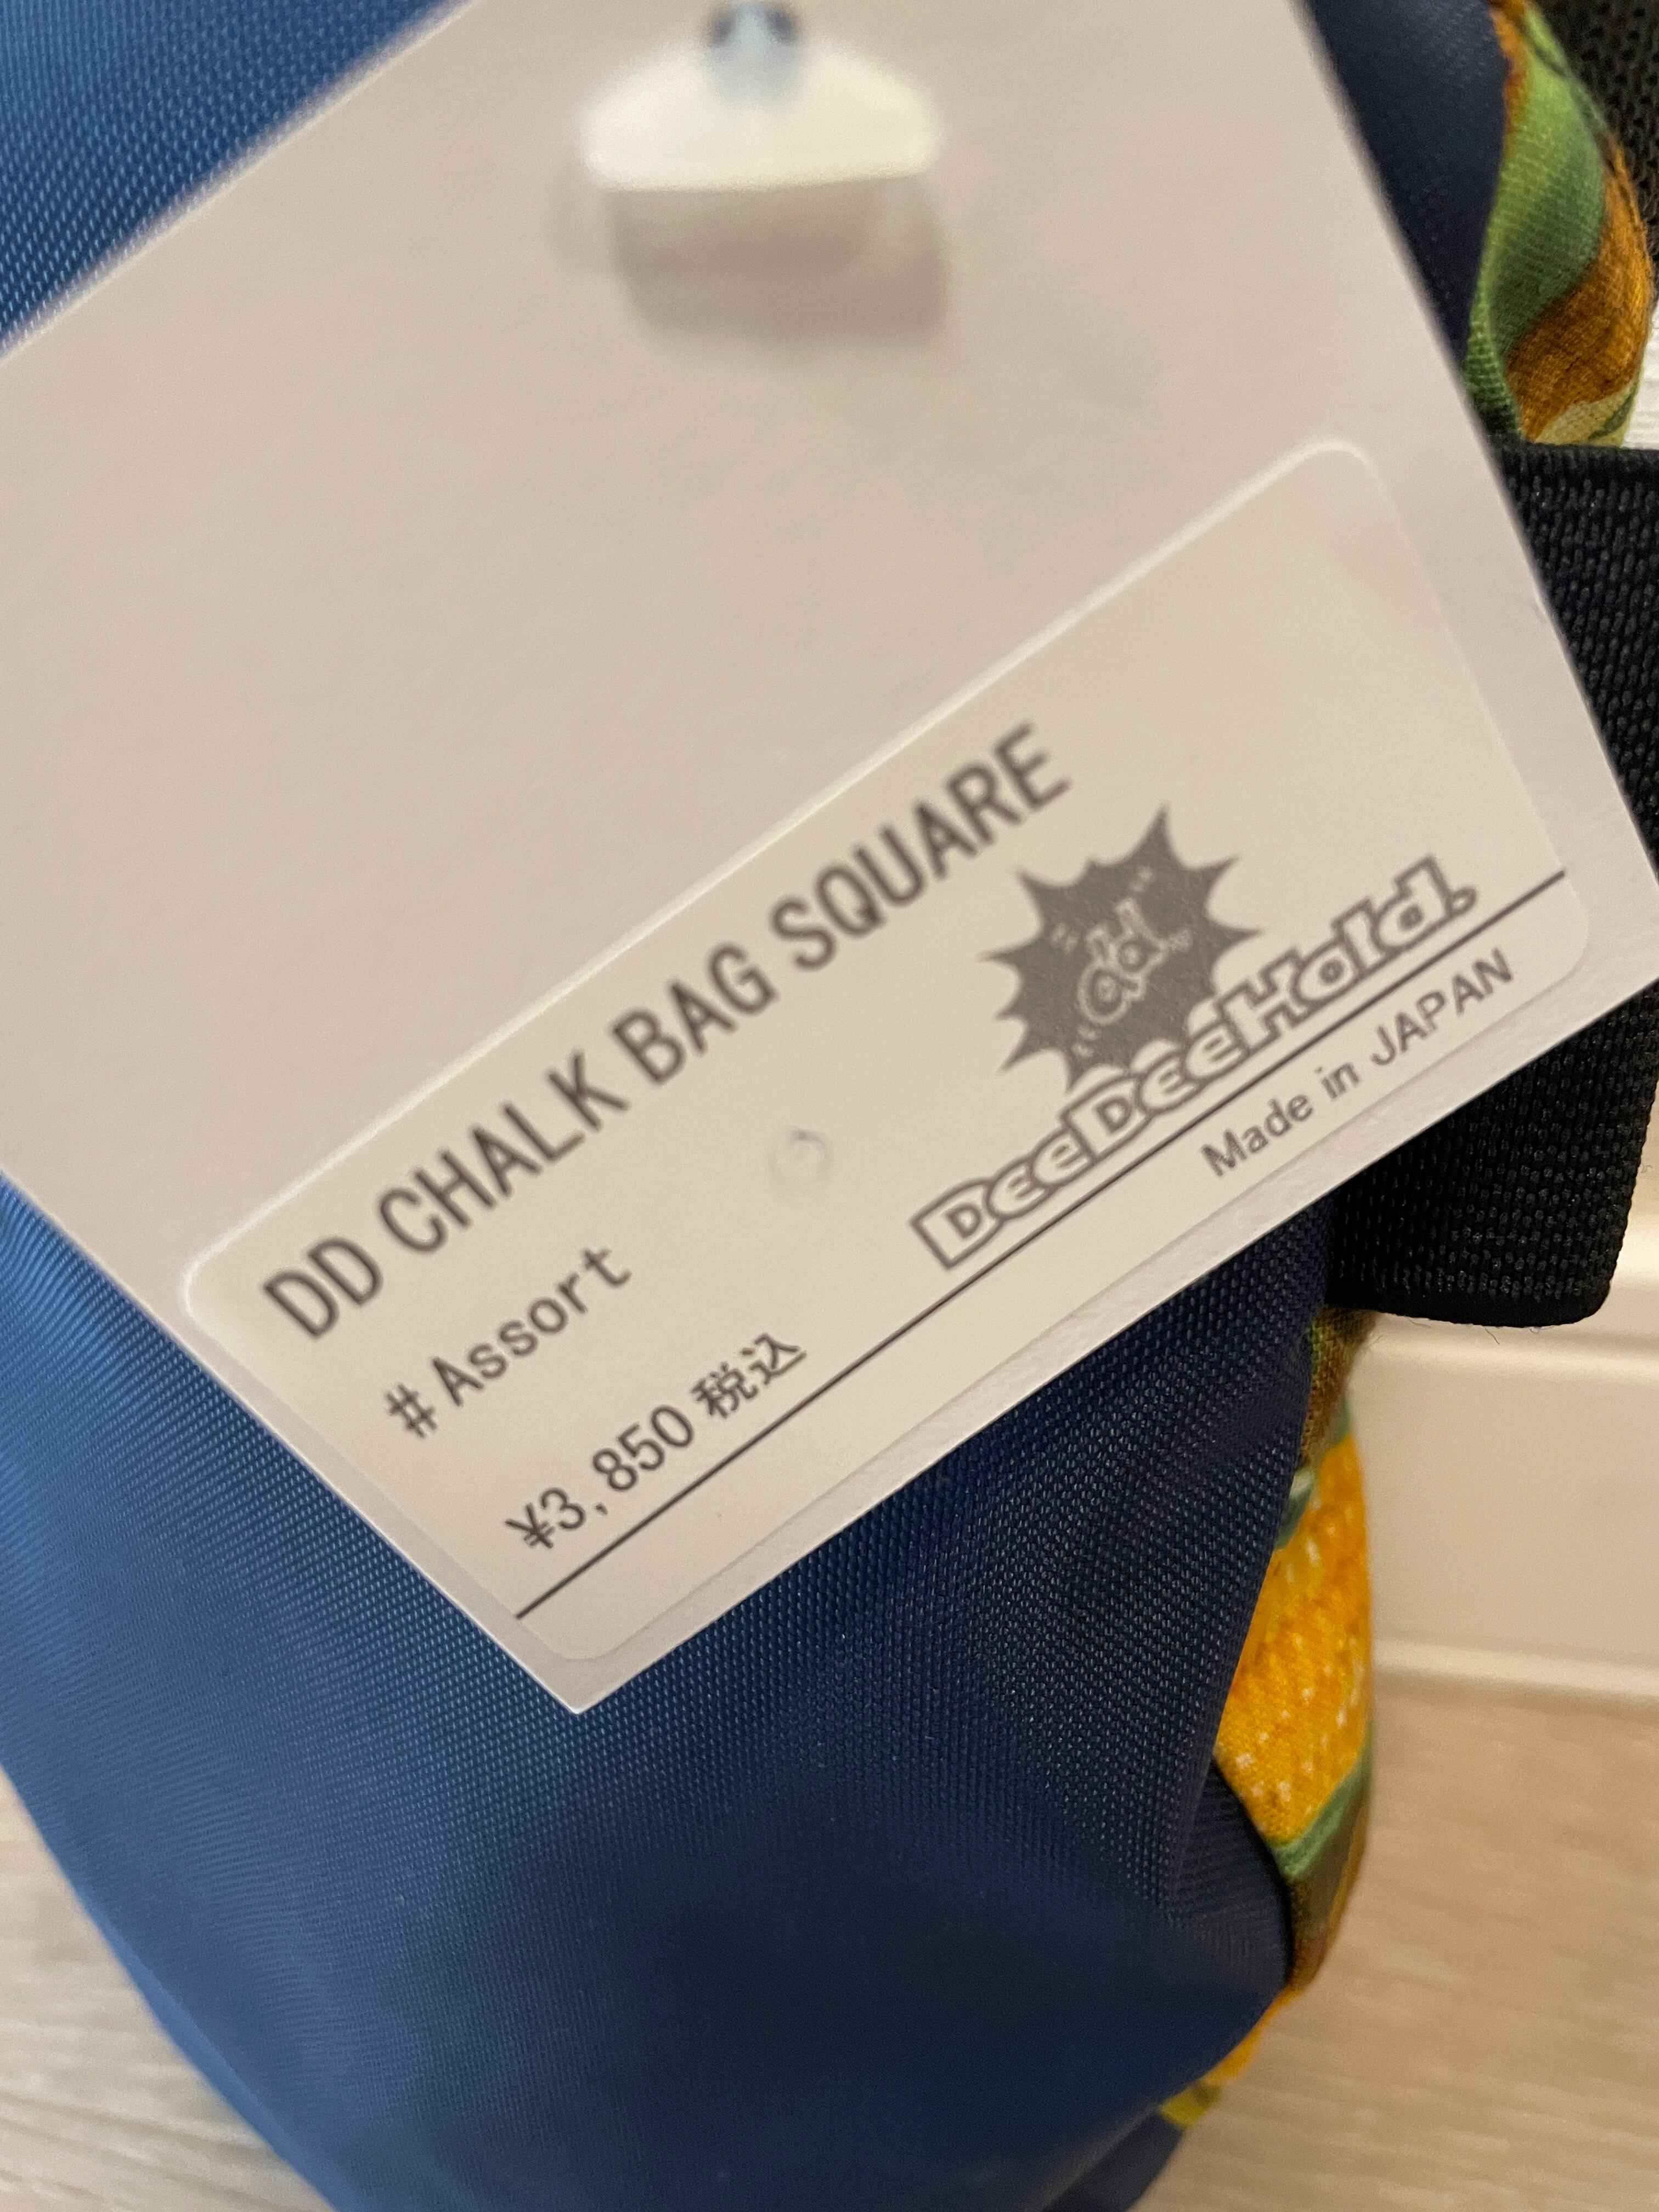 DD CHALK BAG SQUARE
#Assort
¥3,850 税込
dd
DeeDeeHold.
Made in JAPAN